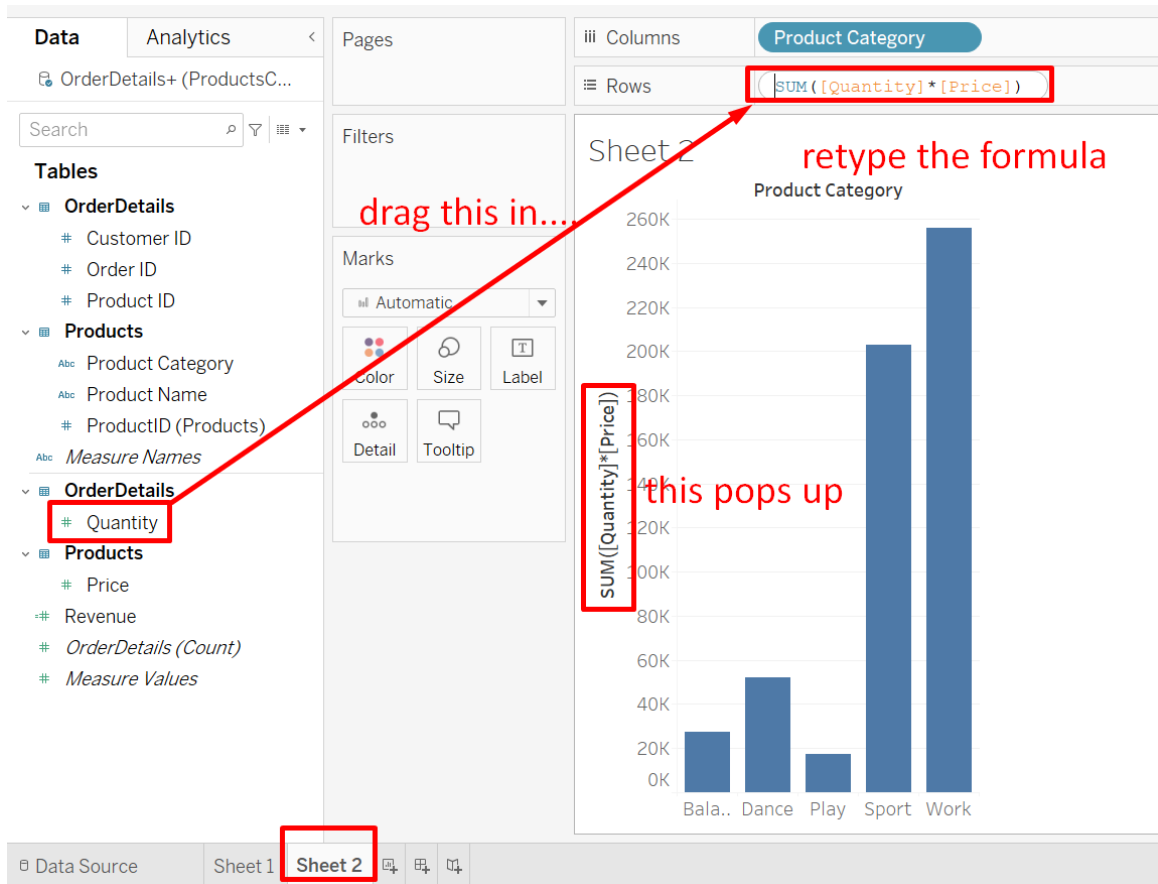 Data
Analytics
OrderDetails+ (ProductsC...
Search
Tables
OrderDetails
# Customer ID
# Order ID
# Product ID
Products
Abc Product Category
Abc Product Name
# ProductID (Products)
Abc Measure Names
OrderDetails
# Quantity
Products
# Price
=# Revenue
# OrderDetails (Count)
# Measure Values
Pages
Filters
drag this in....
Marks
Automatic
Color
Size
T
Label
Detail
Tooltip
iii Columns
Product Category
Rows
SUM([Quantity]*[Price])
Sheet 2
retype the formula
Product Category
260K
240K
220K
200K
180K
160K
140K
120K
100K
80K
60K
40K
20K
0K
SUM([Quantity]*[Price])
this pops up
Bala.. Dance Play Sport Work
Data Source
Sheet 1
Sheet 2